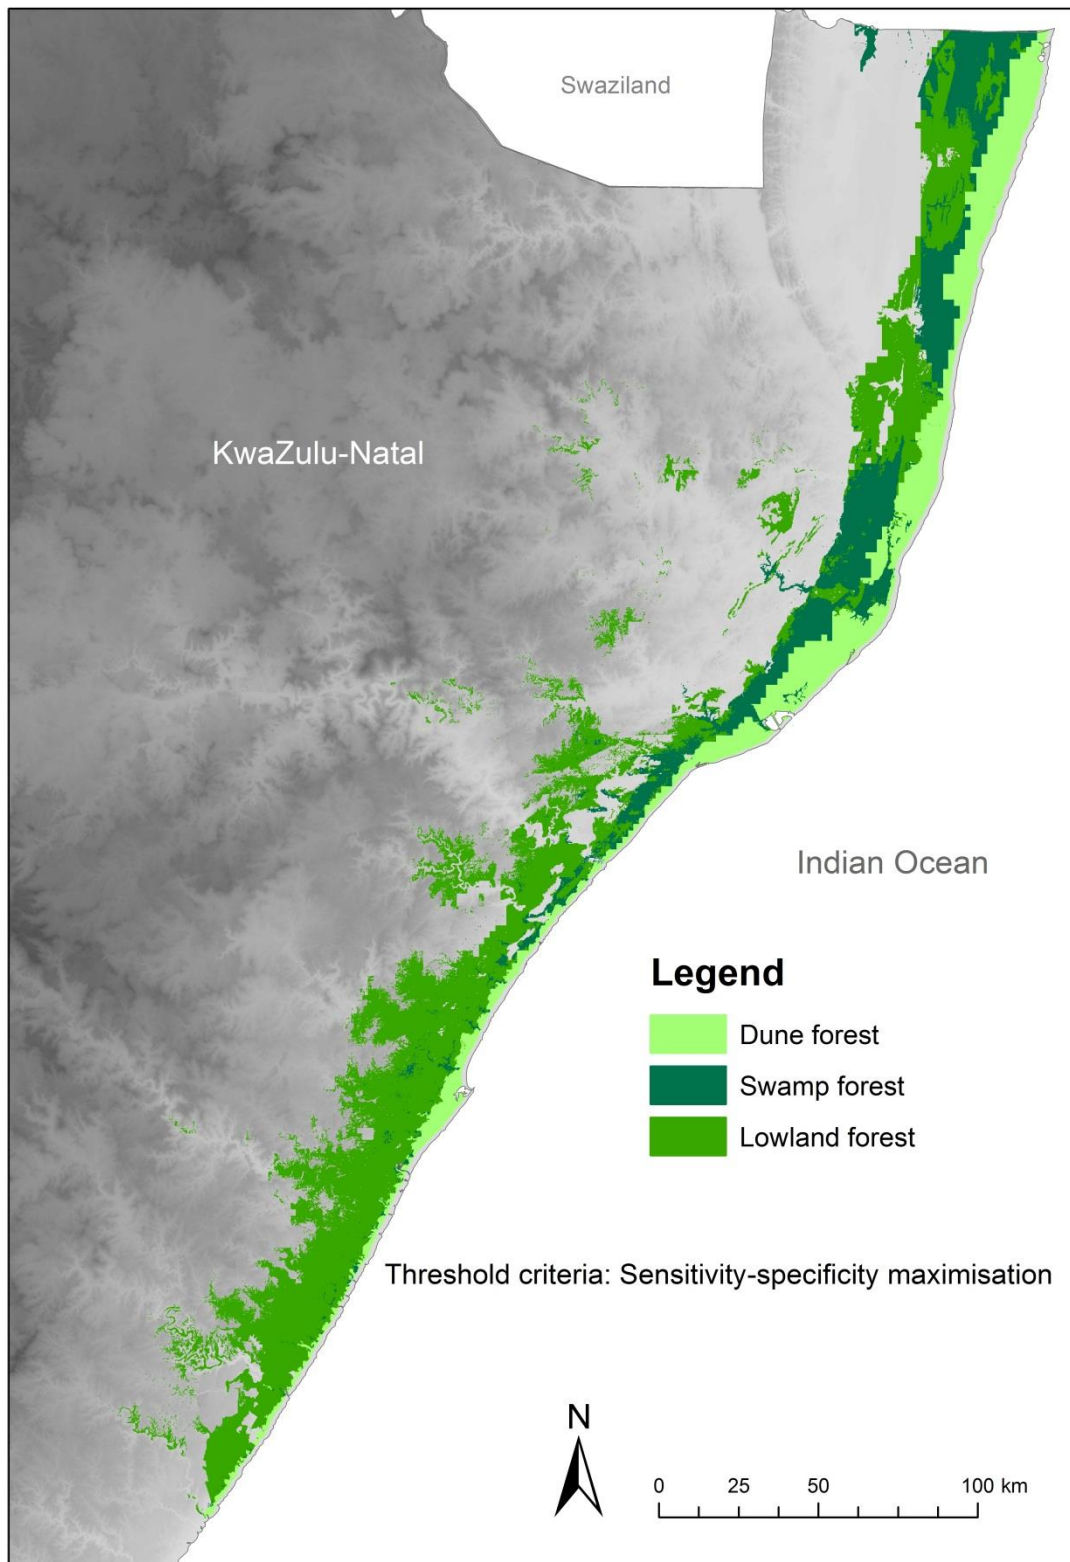 Swaziland
KwaZulu-Natal
Indian Ocean
Legend
Dune forest
Swamp forest
Lowland forest
Threshold criteria: Sensitivity-specificity maximisation
N
0 25 50 100 km